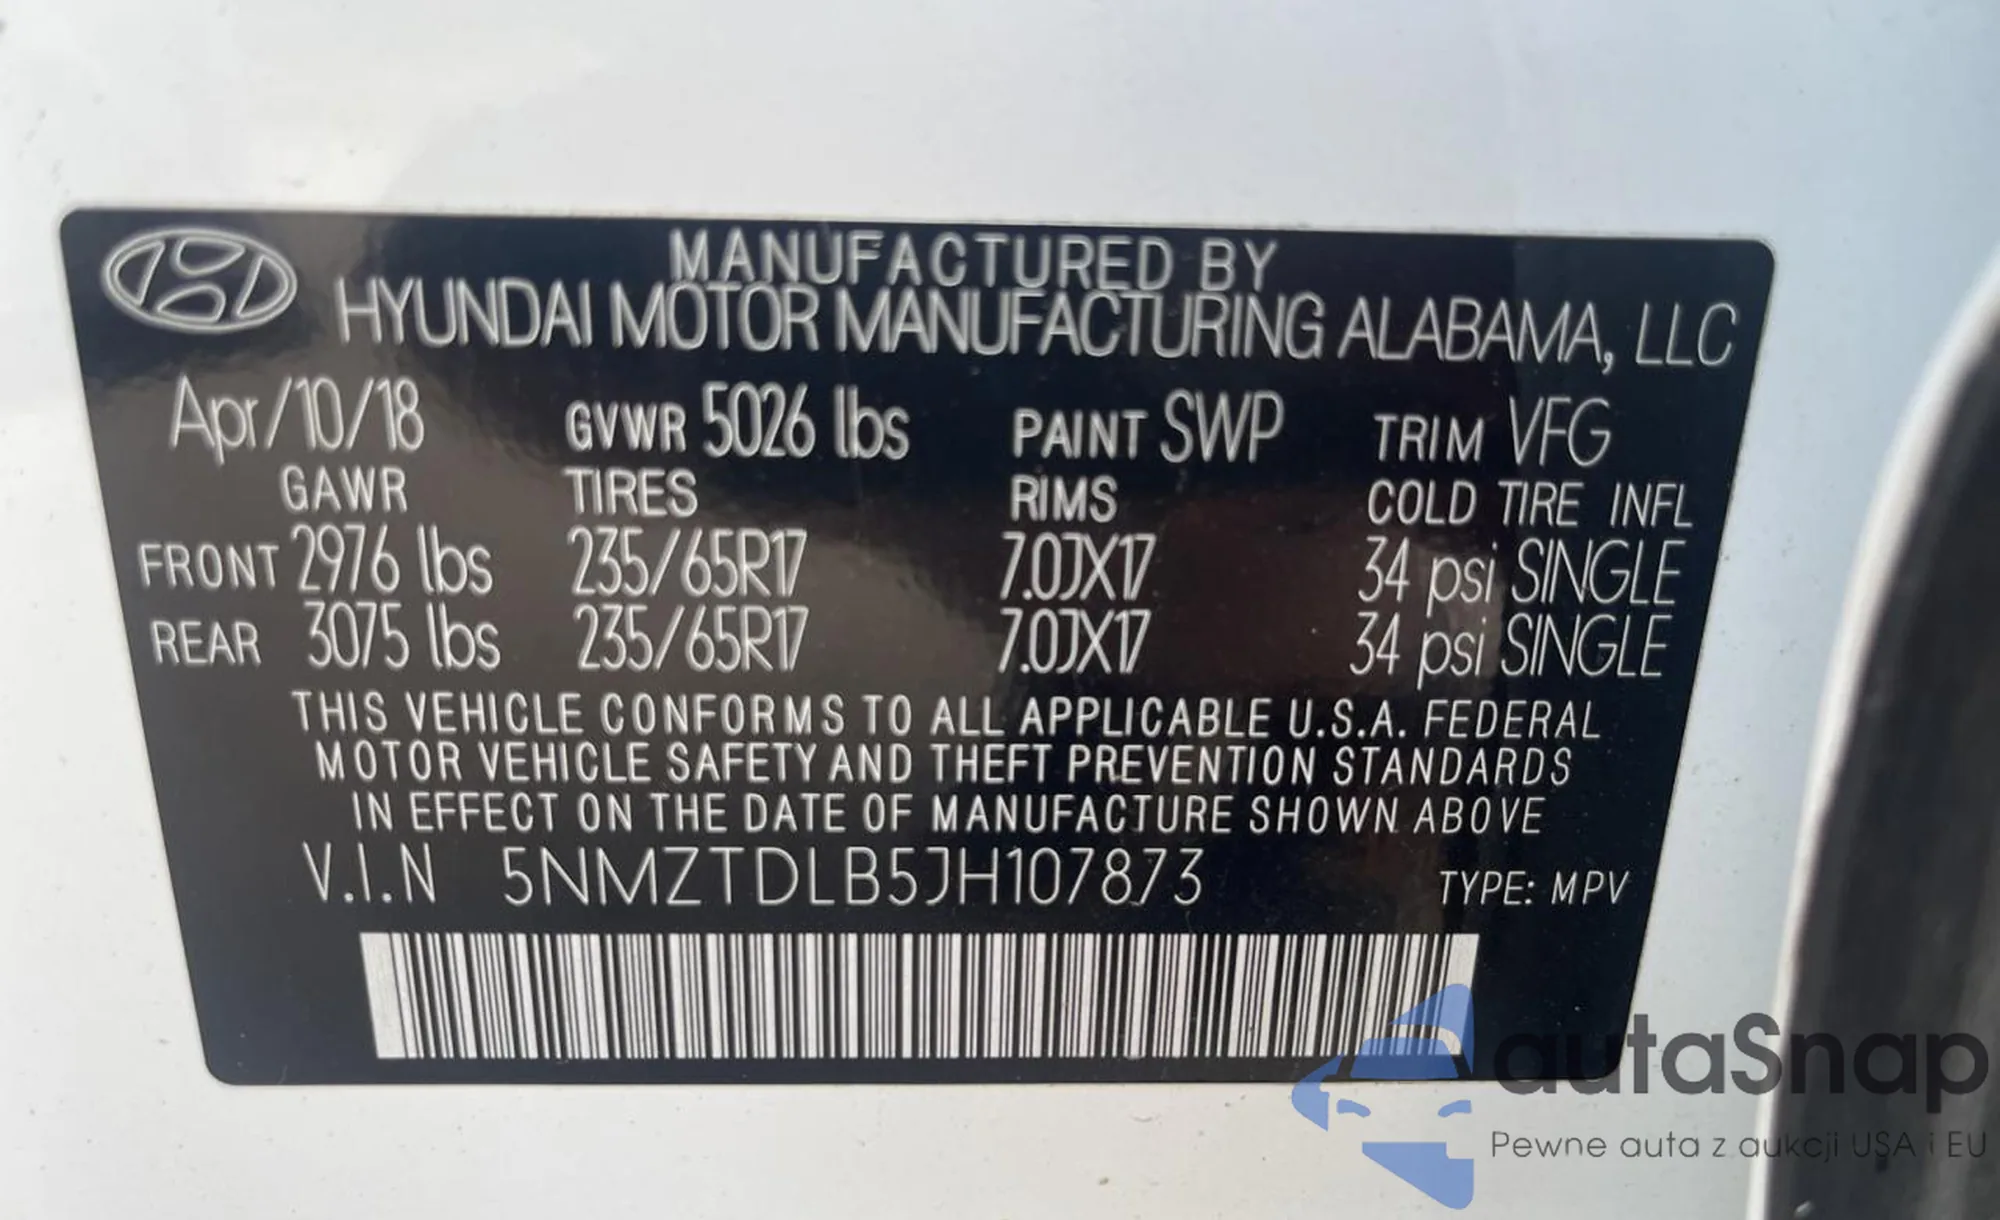 MANUFACTURED BY
HYUNDAI MOTOR MANUFACTURING ALABAMA, LLC
Apr/10/18 GVWR 5026 lbs PAINT SWP TRIM VFG
GAWR TIRES RIMS COLD TIRE INFL
FRONT 2976 lbs 235/65R17 7.0JX17 34 psi SINGLE
REAR 3075 lbs 235/65R17 7.0JX17 34 psi SINGLE
THIS VEHICLE CONFORMS TO ALL APPLICABLE U.S.A. FEDERAL
MOTOR VEHICLE SAFETY AND THEFT PREVENTION STANDARDS
IN EFFECT ON THE DATE OF MANUFACTURE SHOWN ABOVE
V.I.N 5NMZTDLB5JH107873 TYPE: MPV
autaSnap
Pewne auta z aukcji USA i EU